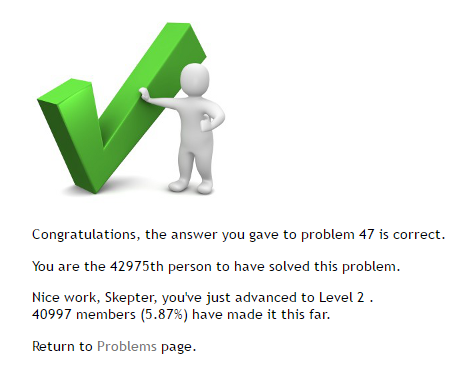 Congratulations, the answer you gave to problem 47 is correct.
You are the 42975th person to have solved this problem.
Nice work, Skepter, you've just advanced to Level 2 .
40997 members (5.87%) have made it this far.
Return to Problems page.